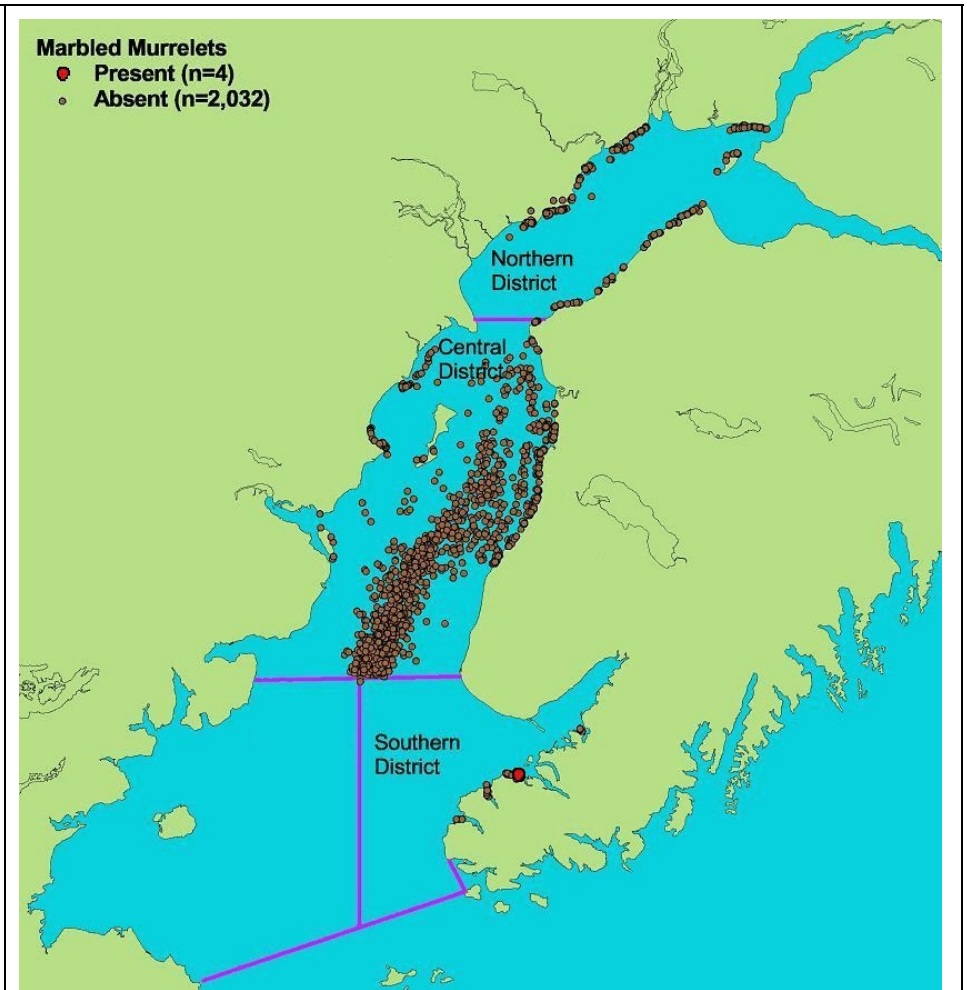 Marbled Murrelets
Present (n=4)
Absent (n=2,032)
Northern
District
Central
District
Southern
District